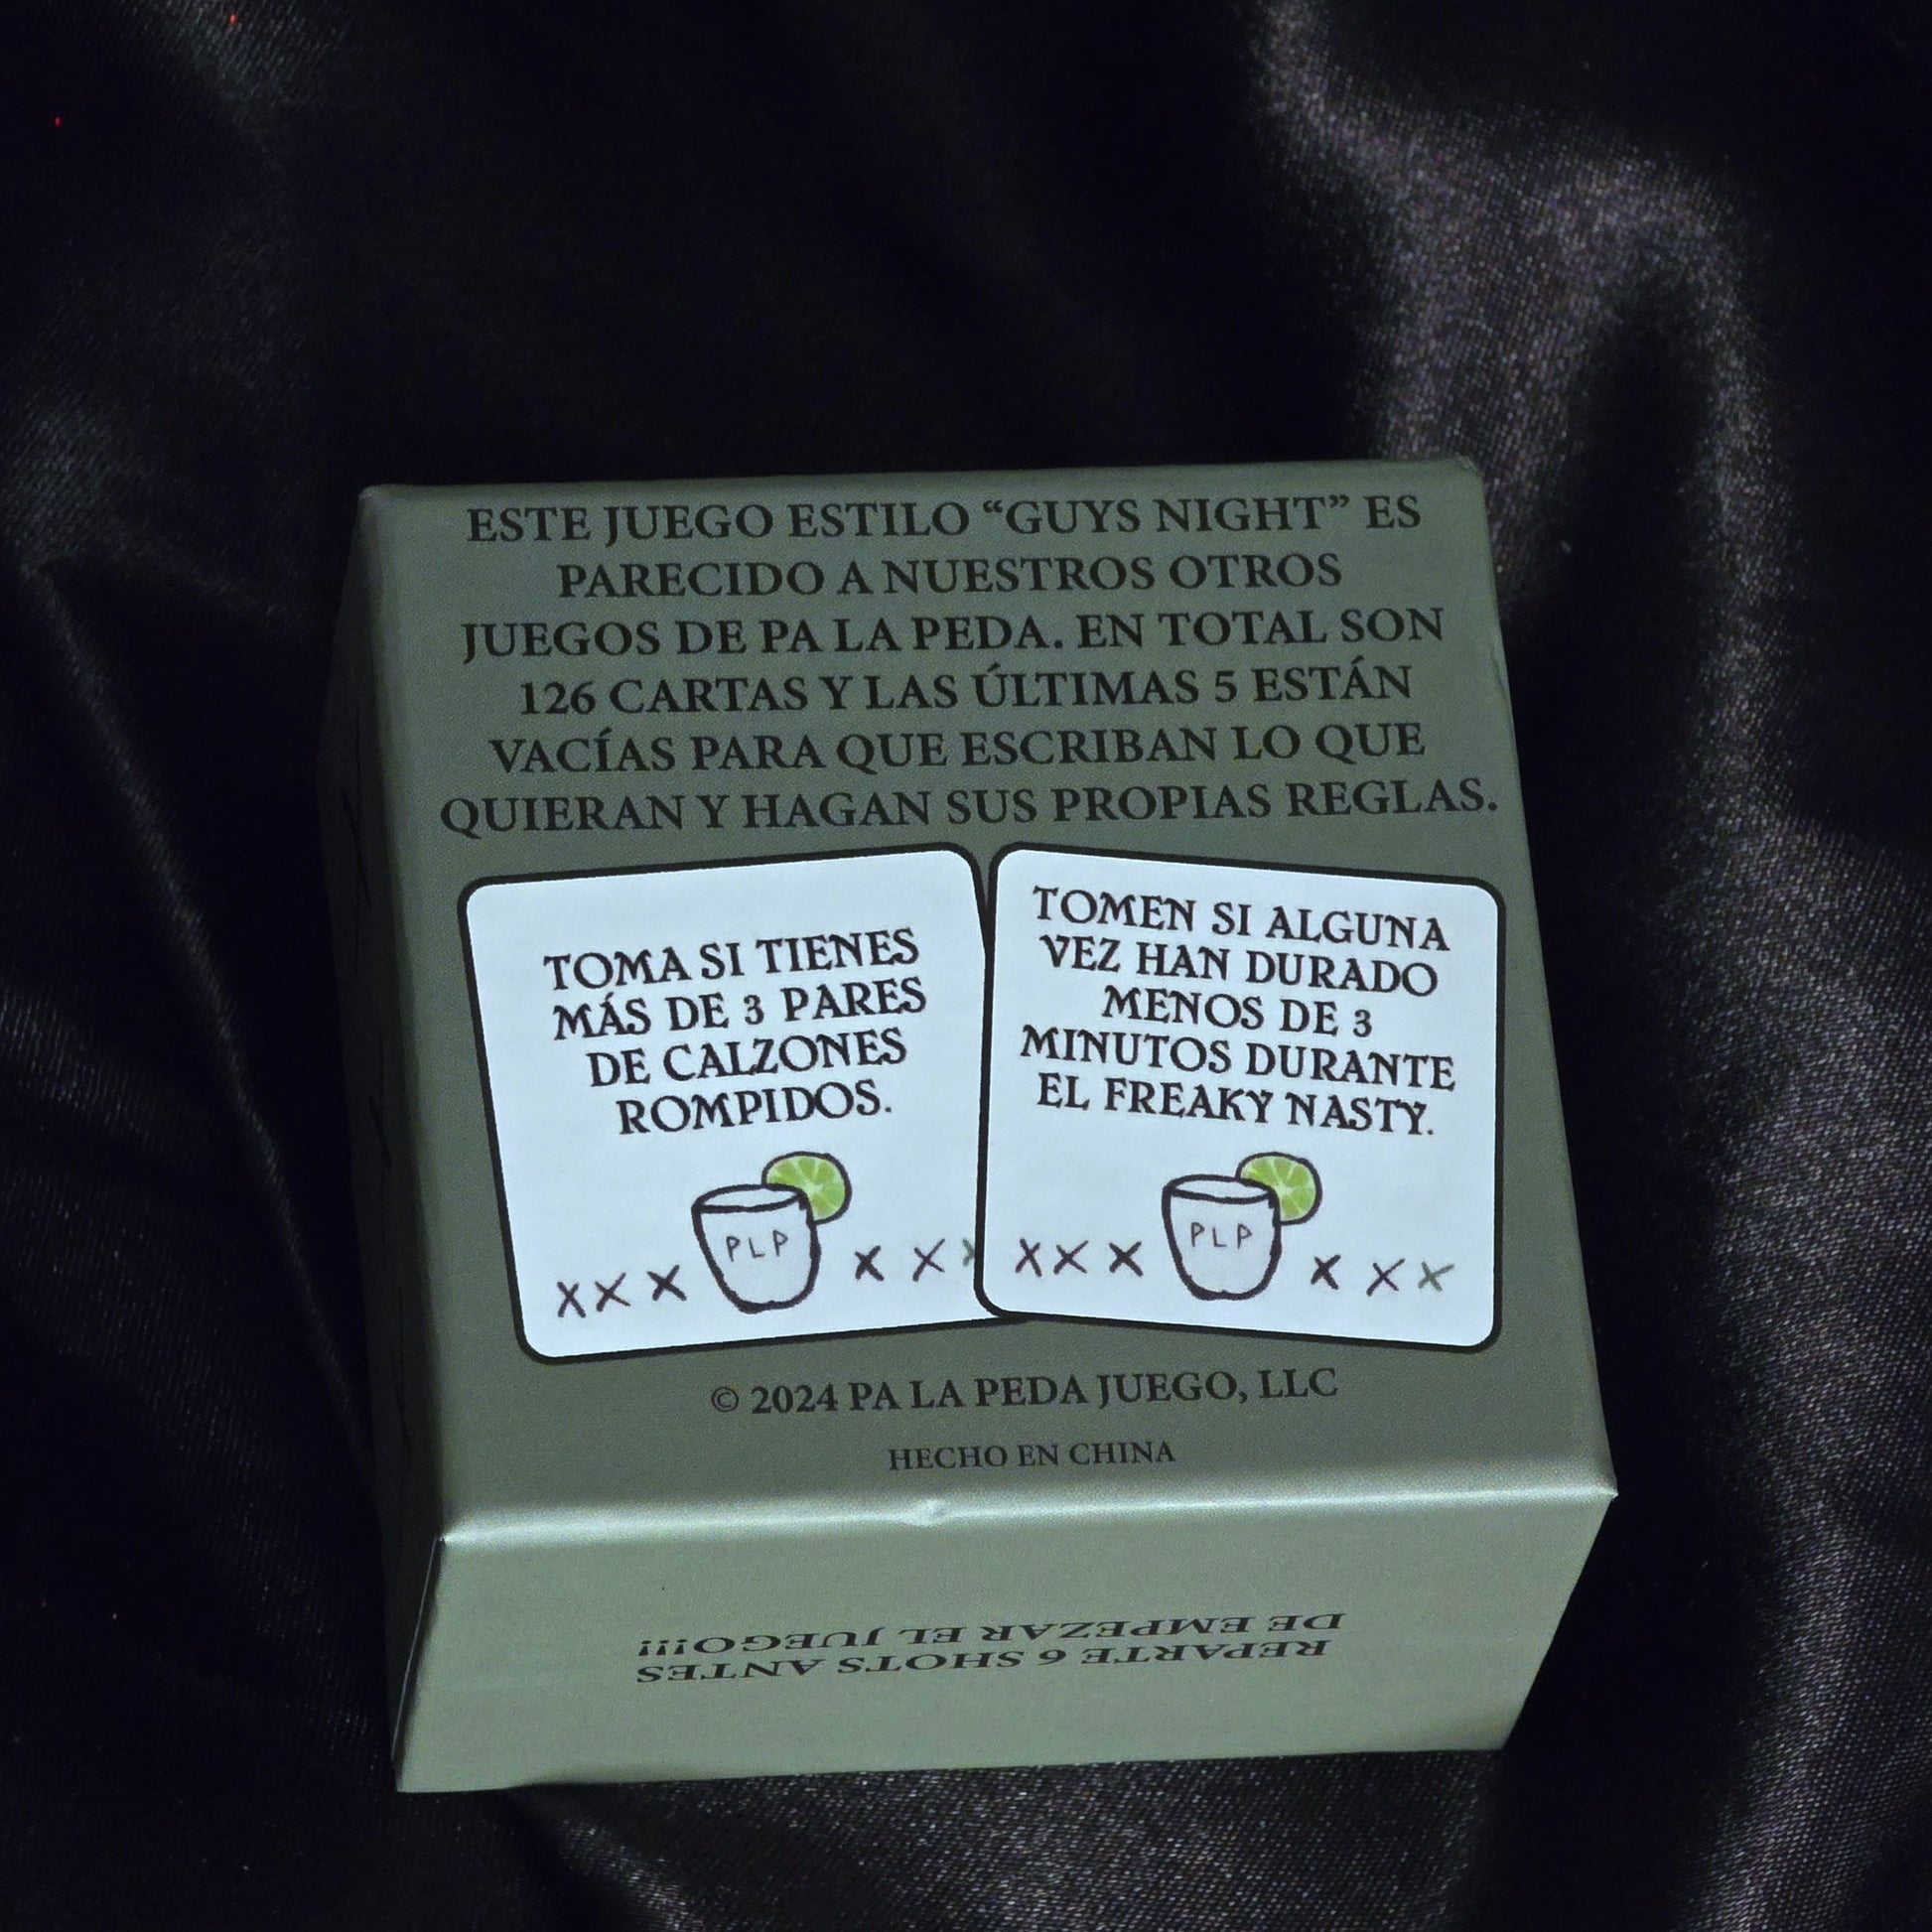 ESTE JUEGO ESTILO “GUYS NIGHT” ES
PARECIDO A NUESTROS OTROS
JUEGOS DE PA LA PEDA. EN TOTAL SON
126 CARTAS Y LAS ÚLTIMAS 5 ESTÁN
VACÍAS PARA QUE ESCRIBAN LO QUE
QUIERAN Y HAGAN SUS PROPIAS REGLAS.
TOMA SI TIENES
MÁS DE 3 PARES
DE CALZONES
ROMPIDOS.
PLP
XXX X X
TOMEN SI ALGUNA
VEZ HAN DURADO
MENOS DE 3
MINUTOS DURANTE
EL FREAKY NASTY.
PLP
XXX X X X
© 2024 PA LA PEDA JUEGO, LLC
HECHO EN CHINA
REPARTE 6 SHOTS ANTES
DE EMPEZAR EL JUEGO!!!